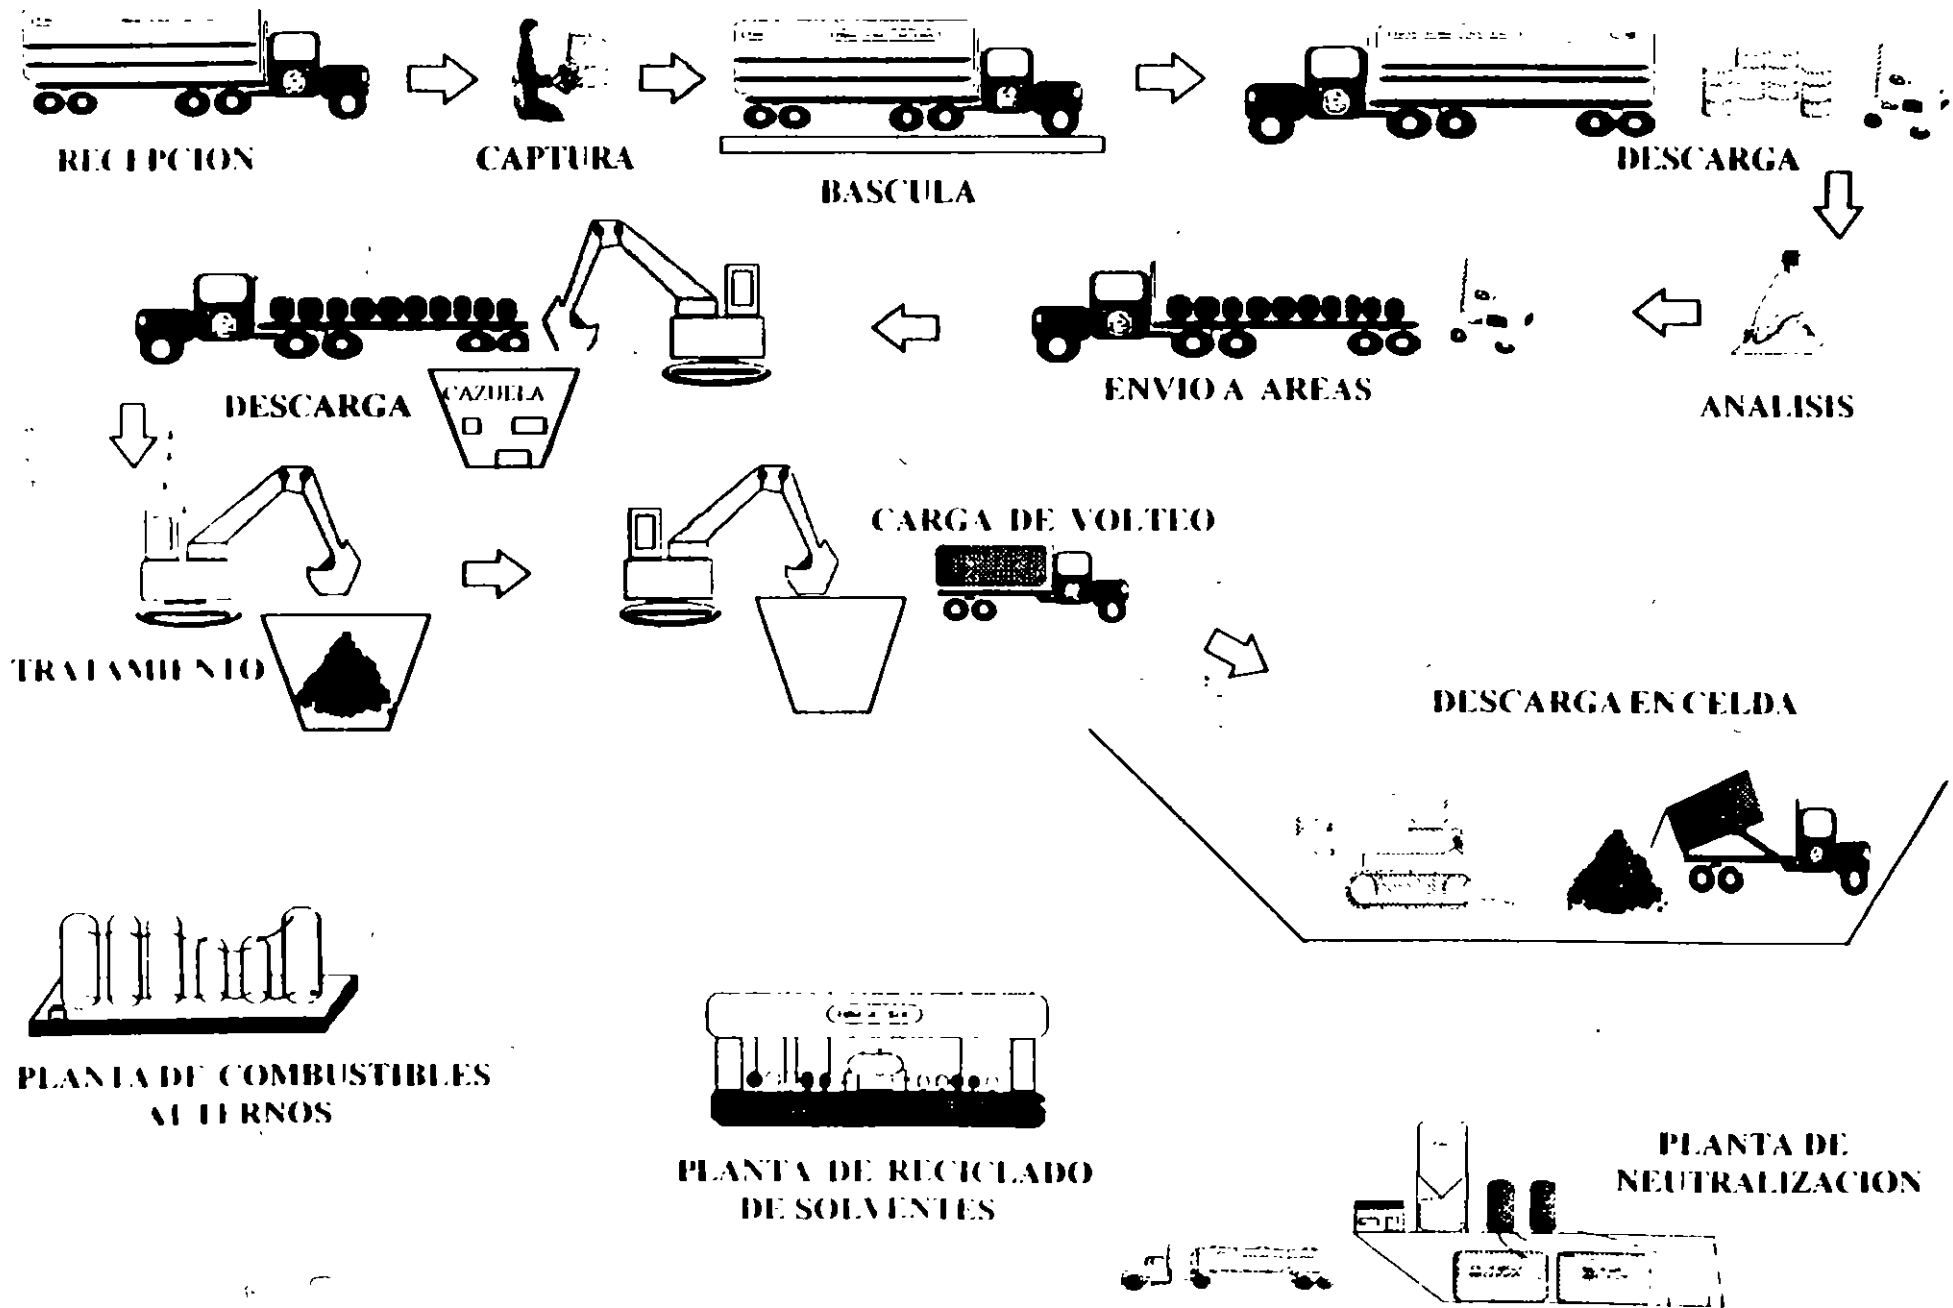 RECEPCION
CAPTURA
BASCULA
DESCARGA
DESCARGA
CAZUELA
ENVIO A AREAS
ANALISIS
CARGA DE VOLTEO
TRATAMIENTO
DESCARGA EN CELDA
PLANTA DE COMBUSTIBLES
ALTERNOS
PLANTA DE RECICLADO
DE SOLVENTES
PLANTA DE
NEUTRALIZACION